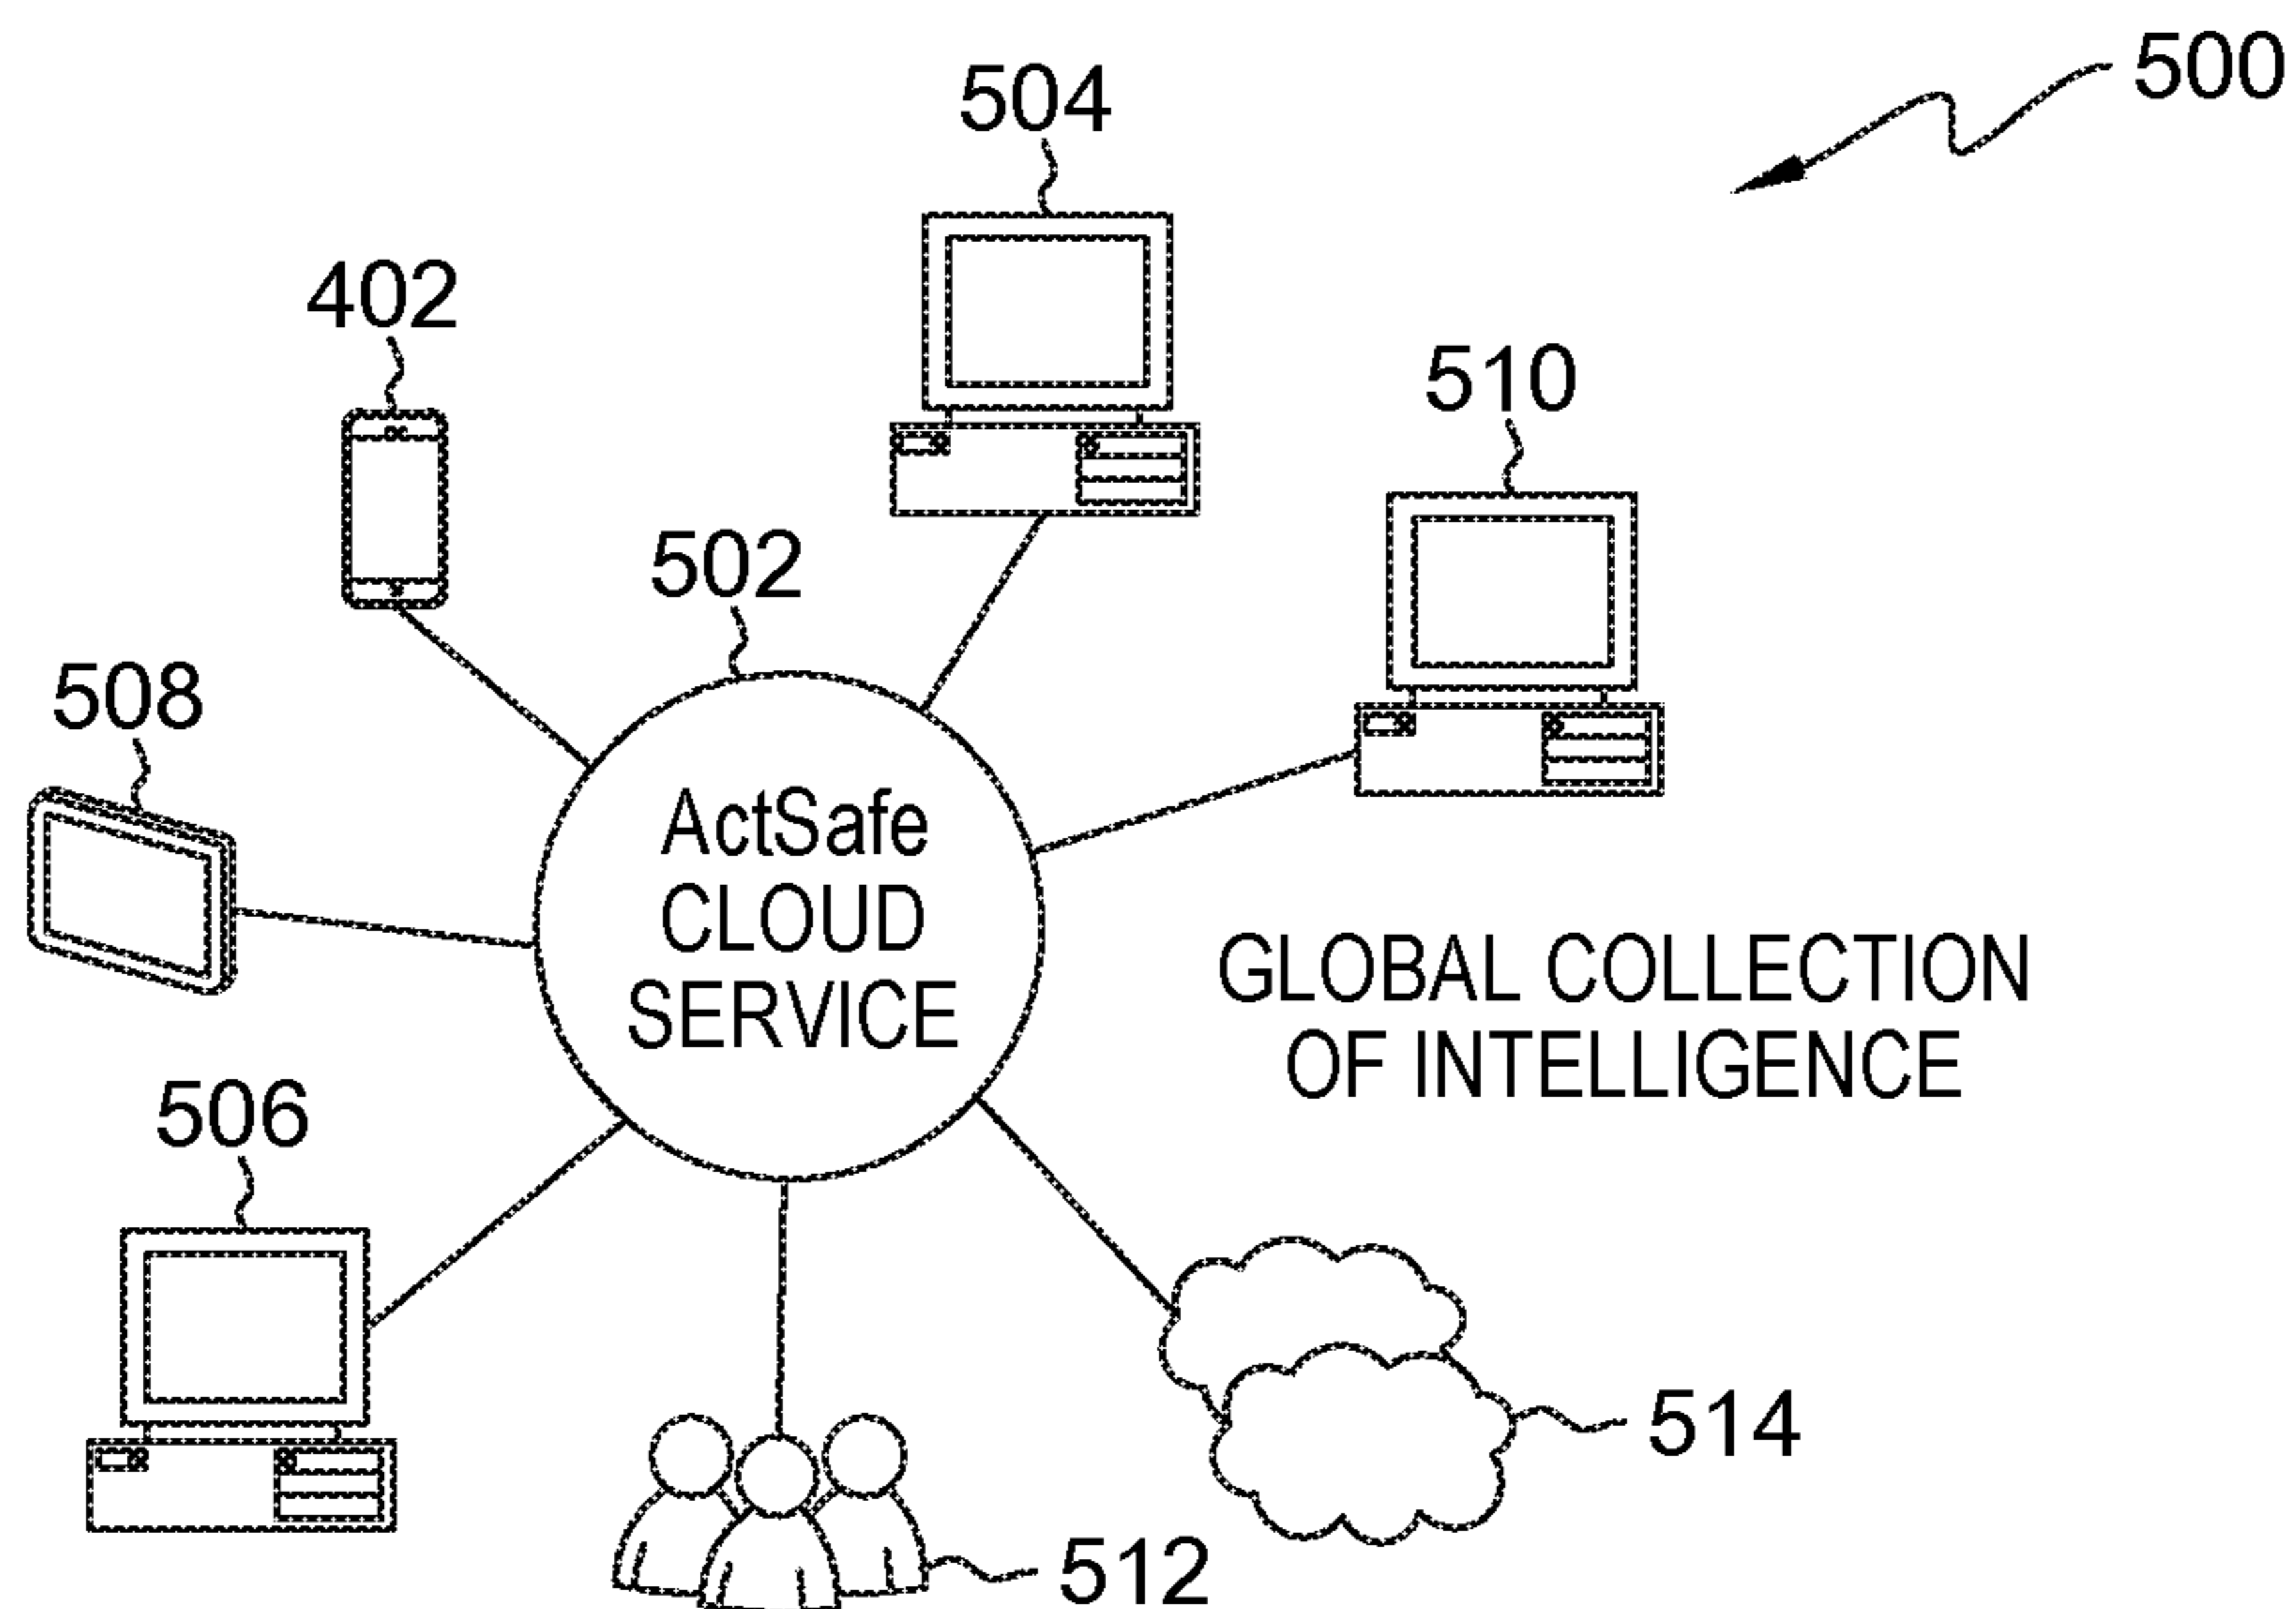 500
504
402
510
502
508
ActSafe
CLOUD
SERVICE
GLOBAL COLLECTION
OF INTELLIGENCE
506
514
512